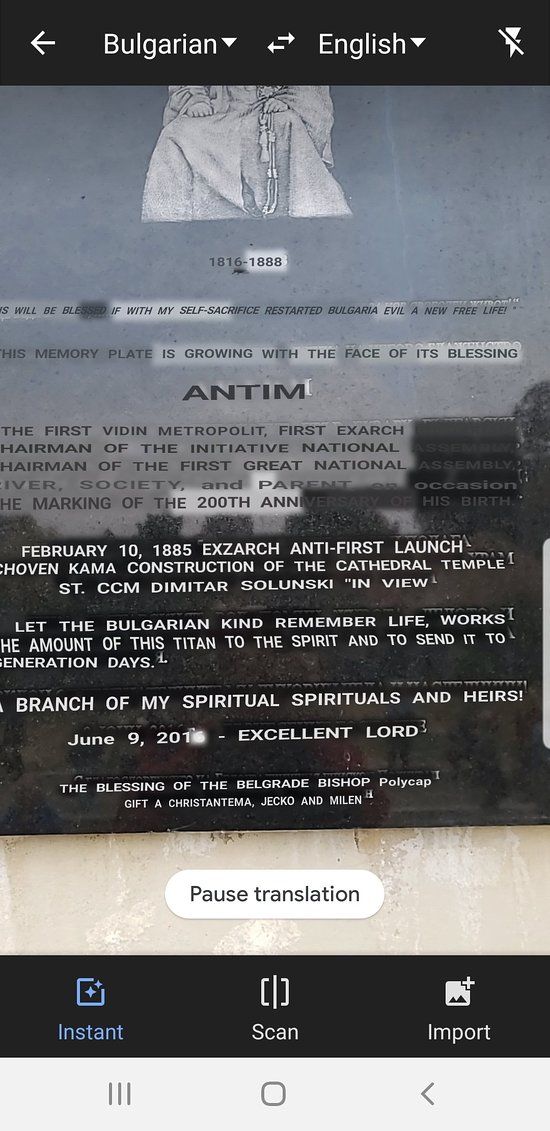 Bulgarian English
1816-1888
IS WILL BE BLESSED IF WITH MY SELF-SACRIFICE RESTARTED BULGARIA EVIL A NEW FREE LIFE! "
THIS MEMORY PLATE IS GROWING WITH THE FACE OF ITS BLESSING
ANTIM
THE FIRST VIDIN METROPOLIT, FIRST EXARCH
HAIRMAN OF THE INITIATIVE NATIONAL ASSEMBLY,
HAIRMAN OF THE FIRST GREAT NATIONAL ASSEMBLY,
IVER, SOCIETY, and PARENT on occasion
HE MARKING OF THE 200TH ANNIVERSARY OF HIS BIRTH.
FEBRUARY 10, 1885 EXZARCH ANTI-FIRST LAUNCH
CHOVEN KAMA CONSTRUCTION OF THE CATHEDRAL TEMPLE
ST. CCM DIMITAR SOLUNSKI "IN VIEW
LET THE BULGARIAN KIND REMEMBER LIFE, WORKS
HE AMOUNT OF THIS TITAN TO THE SPIRIT AND TO SEND IT TO
GENERATION DAYS.
A BRANCH OF MY SPIRITUAL SPIRITUALS AND HEIRS!
June 9, 2016 - EXCELLENT LORD
THE BLESSING OF THE BELGRADE BISHOP Polycap
GIFT A CHRISTANTEMA, JECKO AND MILEN
Pause translation
Instant Scan Import